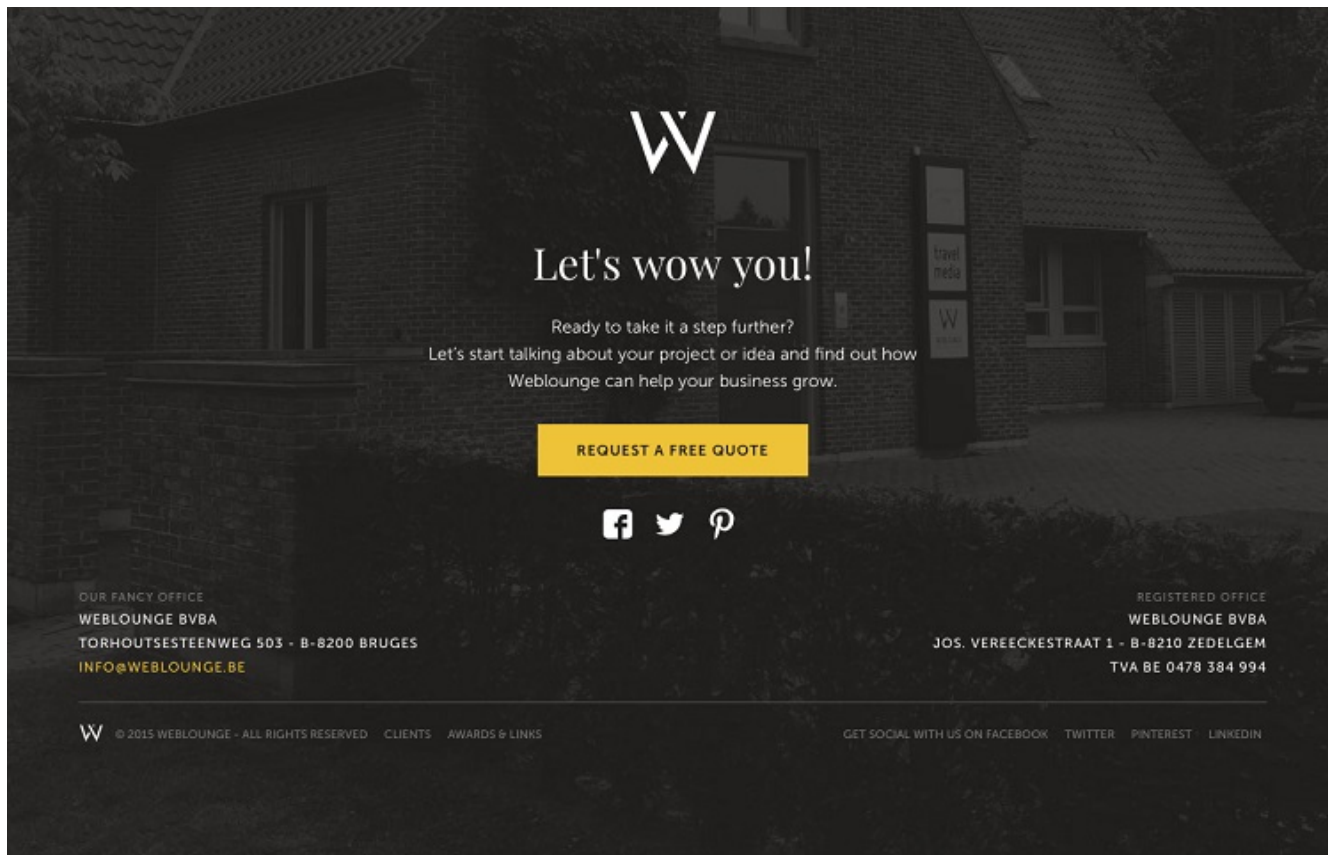 Let's wow you!
Ready to take it a step further?
Let's start talking about your project or idea and find out how
Weblounge can help your business grow.
REQUEST A FREE QUOTE
travel
media
OUR FANCY OFFICE
WEBLOUNGE BVBA
TORHOUTSESTEENWEG 503 - B-8200 BRUGES
INFO@WEBLOUNGE.BE
REGISTERED OFFICE
WEBLOUNGE BVBA
JOS. VEREECKESTRAAT 1 - B-8210 ZEDELGEM
TVA BE 0478 384 994
W © 2015 WEBLOUNGE - ALL RIGHTS RESERVED CLIENTS AWARDS & LINKS
GET SOCIAL WITH US ON FACEBOOK TWITTER PINTEREST LINKEDIN